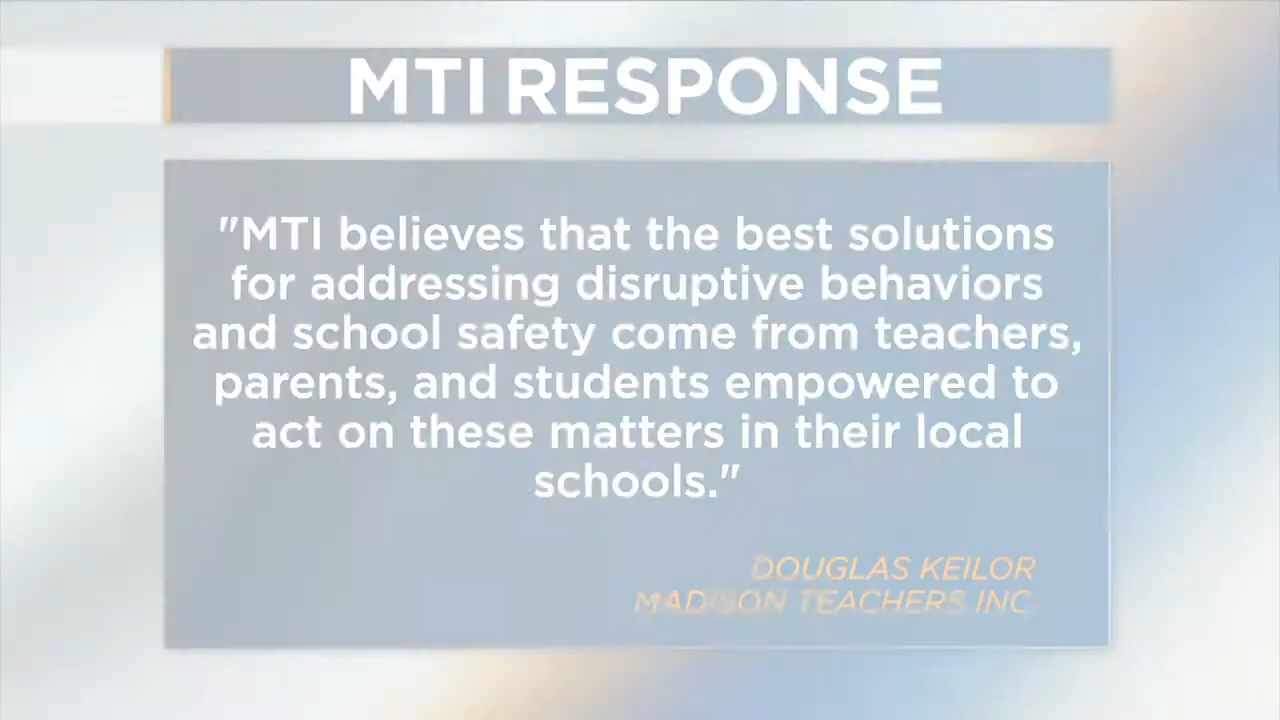 MTI RESPONSE
"MTI believes that the best solutions
for addressing disruptive behaviors
and school safety come from teachers,
parents, and students empowered to
act on these matters in their local
schools."
DOUGLAS KEILOR
MADISON TEACHERS INC